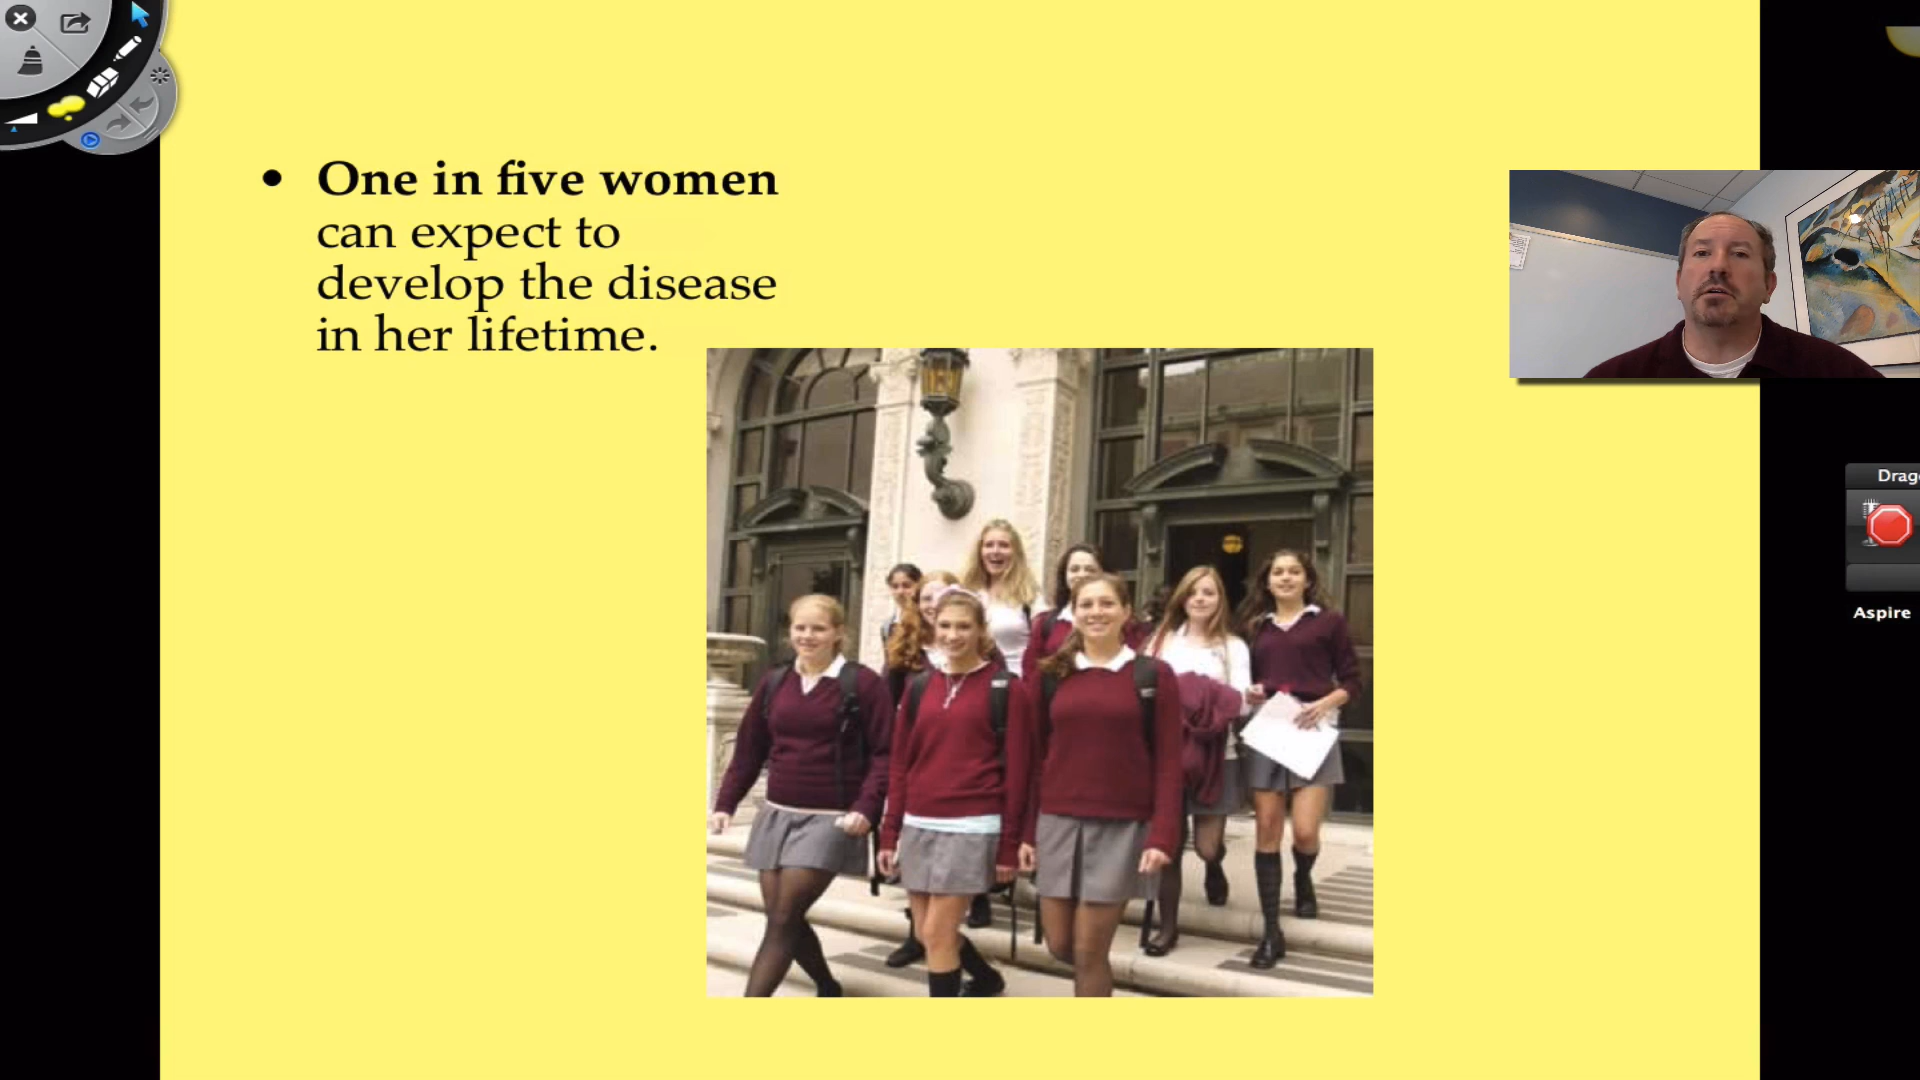 • One in five women
can expect to
develop the disease
in her lifetime.
Drag
Aspire